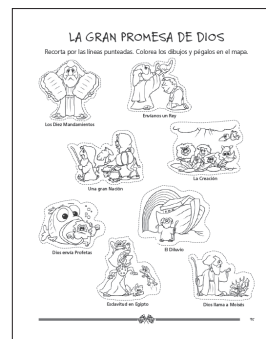 LA GRAN PROMESA DE DIOS
Recorta por las líneas punteadas. Colorea los dibujos y pégalos en el mapa.
Los Diez Mandamientos
Envíanos un Rey
Una gran Nación
La Creación
Dios envía Profetas
El Diluvio
Esclavitud en Egipto
Dios llama a Moisés